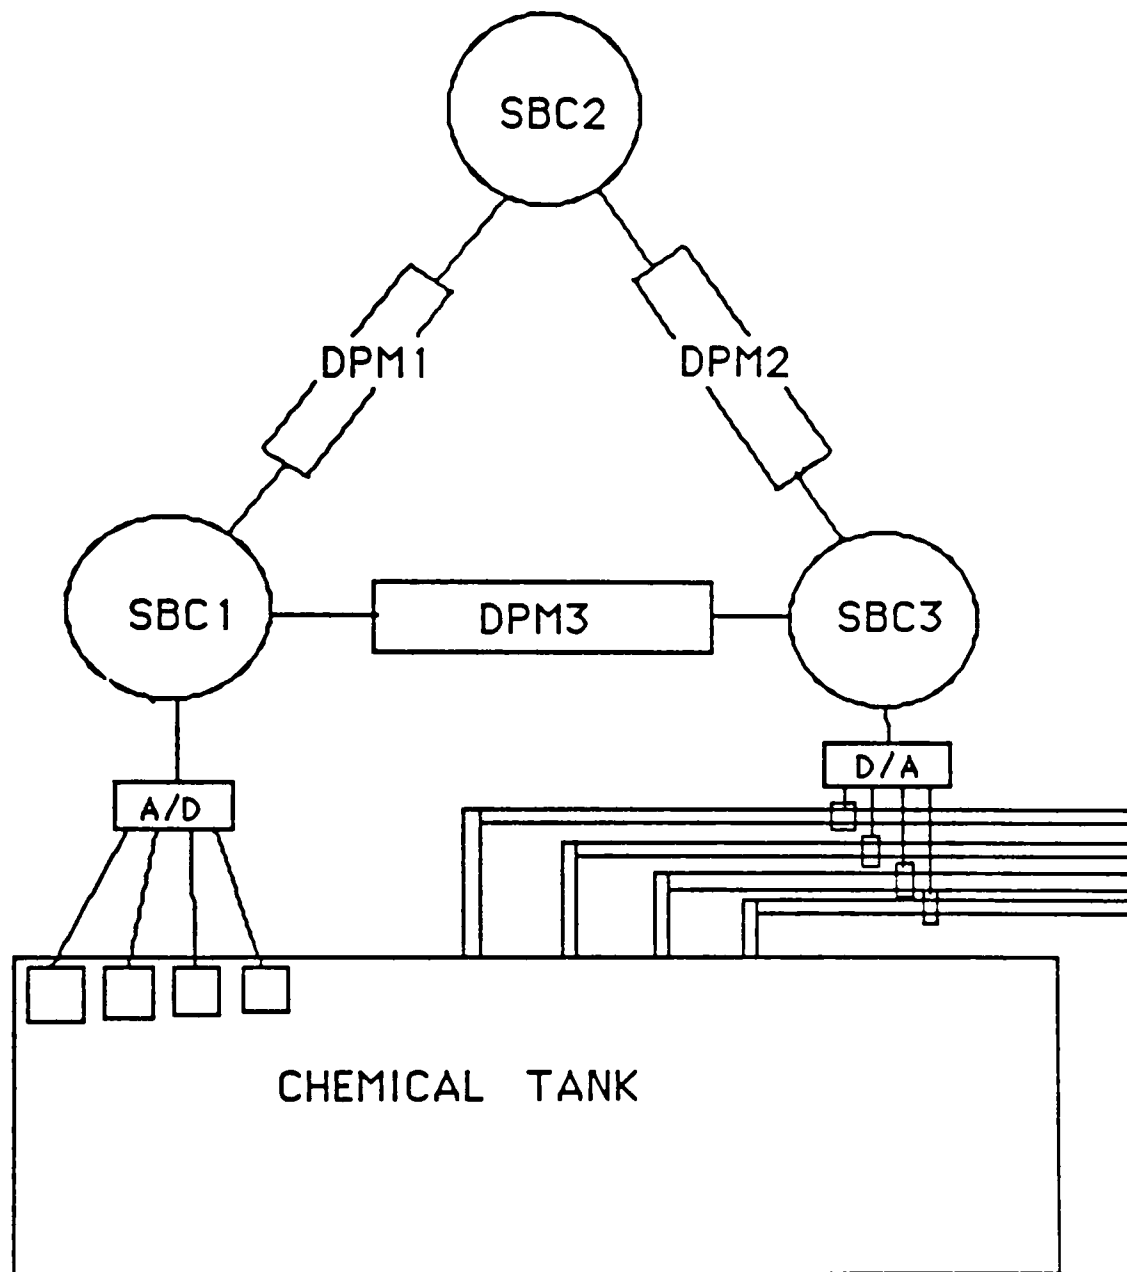 SBC2
DPM1
DPM2
SBC1
DPM3
SBC3
D/A
A/D
CHEMICAL TANK